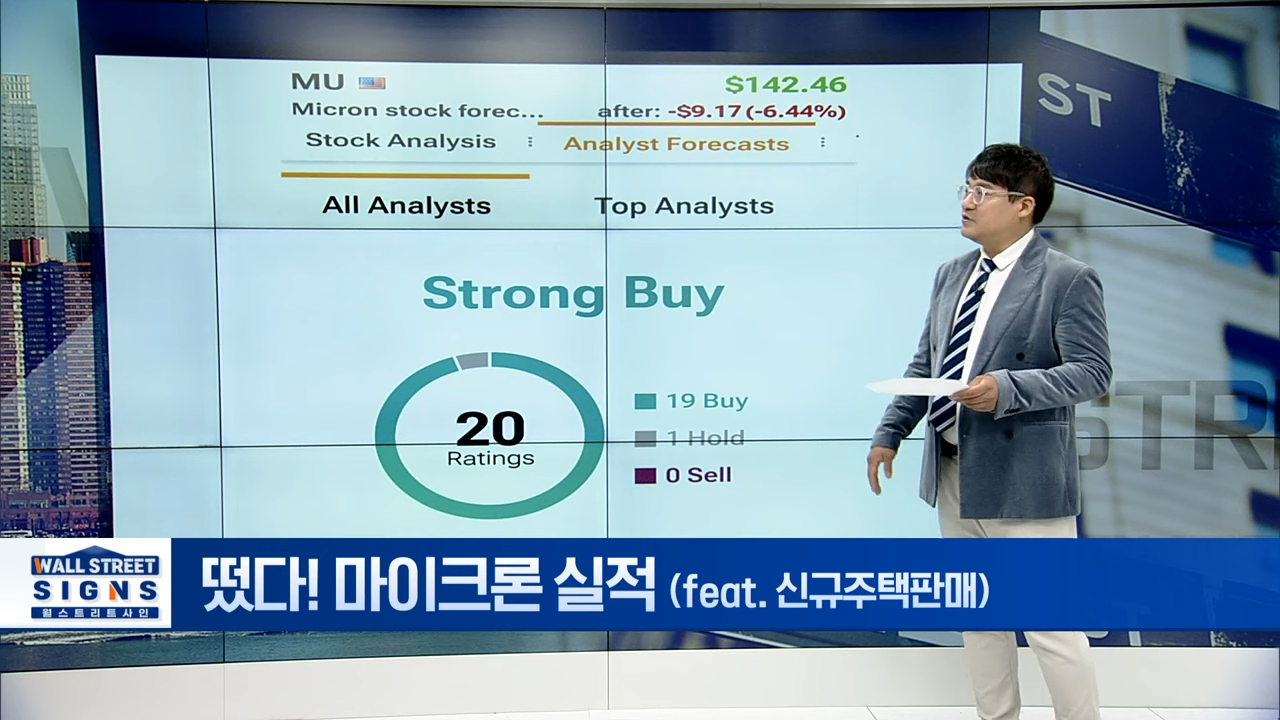 MU
$142.46
Micron stock forec...
after: -$9.17 (-6.44%)
Stock Analysis
Analyst Forecasts
All Analysts
Top Analysts
Strong Buy
20
Ratings
19 Buy
1 Hold
0 Sell
ST
STR
WALL STREET
SIGNS
월스트리트사인
떴다! 마이크론 실적 (feat. 신규주택판매)